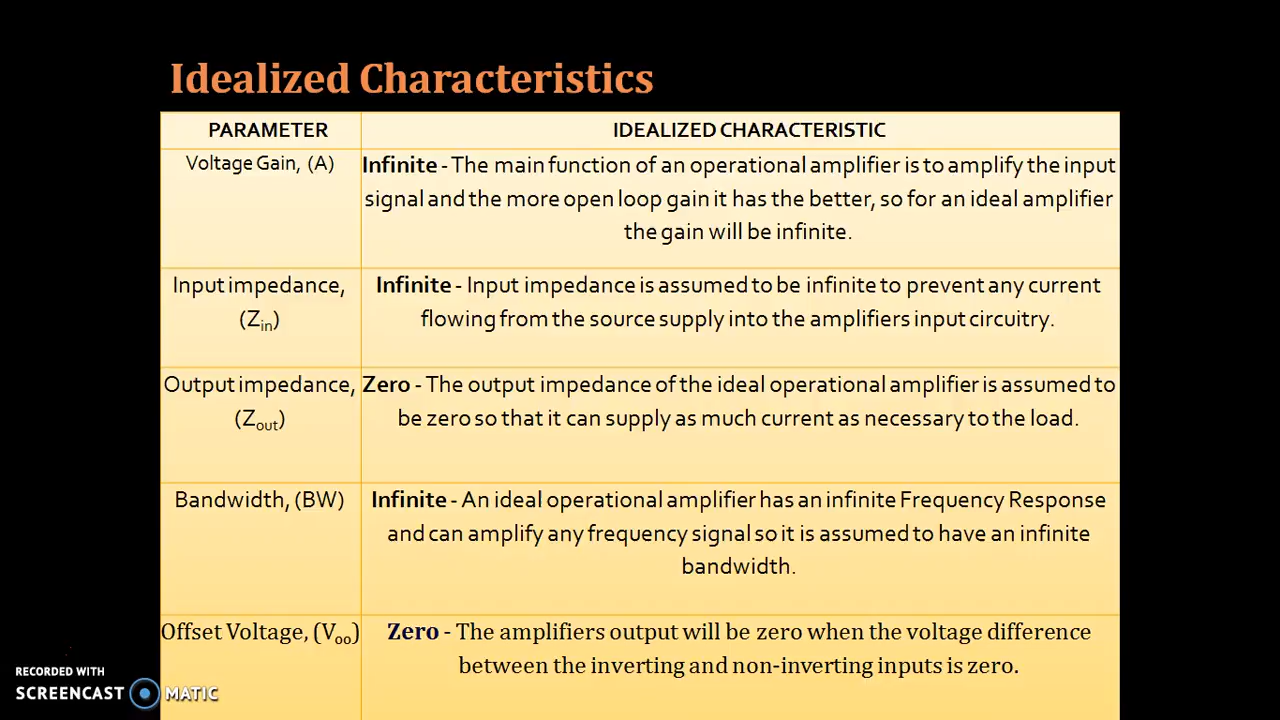 Idealized Characteristics
PARAMETER
IDEALIZED CHARACTERISTIC
Voltage Gain, (A)
Infinite - The main function of an operational amplifier is to amplify the input
signal and the more open loop gain it has the better, so for an ideal amplifier
the gain will be infinite.
Input impedance,
(Zin)
Infinite - Input impedance is assumed to be infinite to prevent any current
flowing from the source supply into the amplifiers input circuitry.
Output impedance,
(Zout)
Zero - The output impedance of the ideal operational amplifier is assumed to
be zero so that it can supply as much current as necessary to the load.
Bandwidth, (BW)
Infinite - An ideal operational amplifier has an infinite Frequency Response
and can amplify any frequency signal so it is assumed to have an infinite
bandwidth.
Offset Voltage, (Voo)
Zero - The amplifiers output will be zero when the voltage difference
between the inverting and non-inverting inputs is zero.
RECORDED WITH
SCREENCAST MATIC